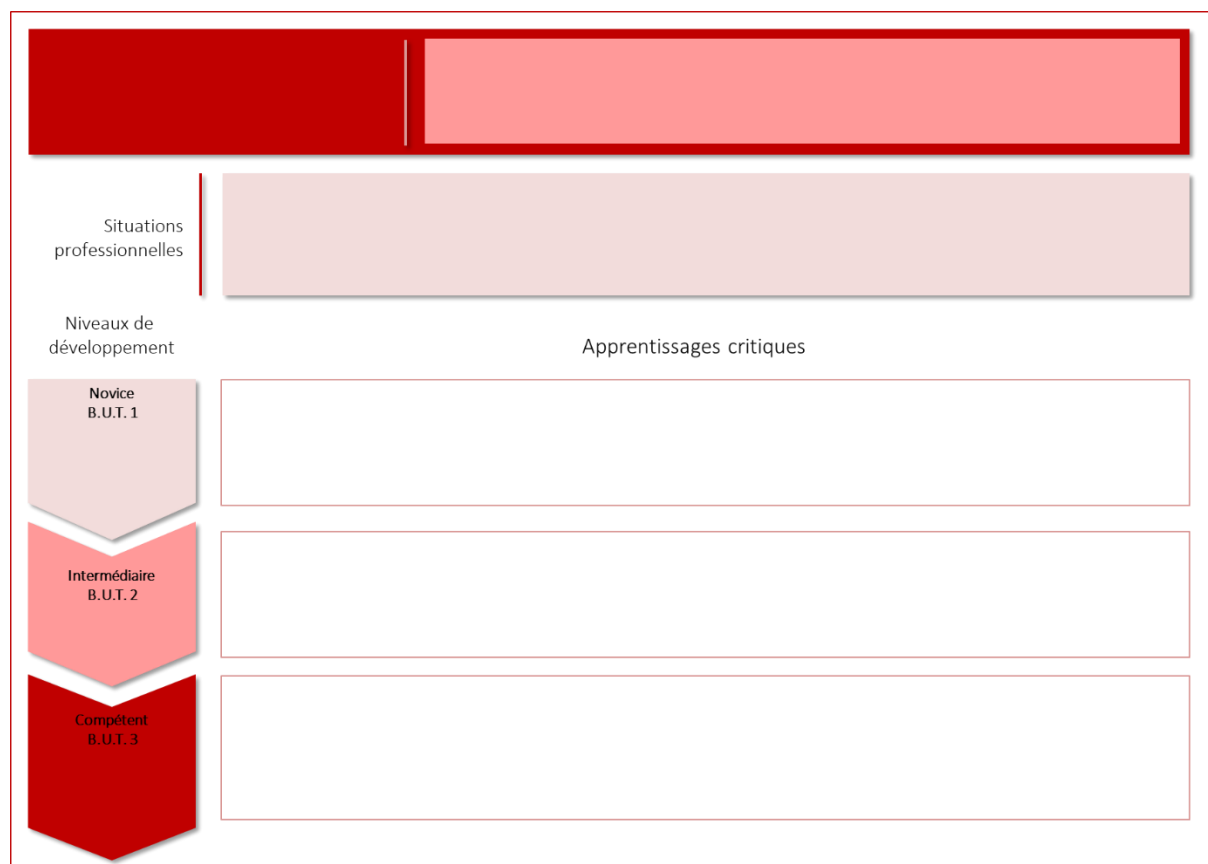 Situations
professionnelles
Niveaux de
développement
Apprentissages critiques
Novice
B.U.T. 1
Intermédiaire
B.U.T. 2
Compétent
B.U.T. 3